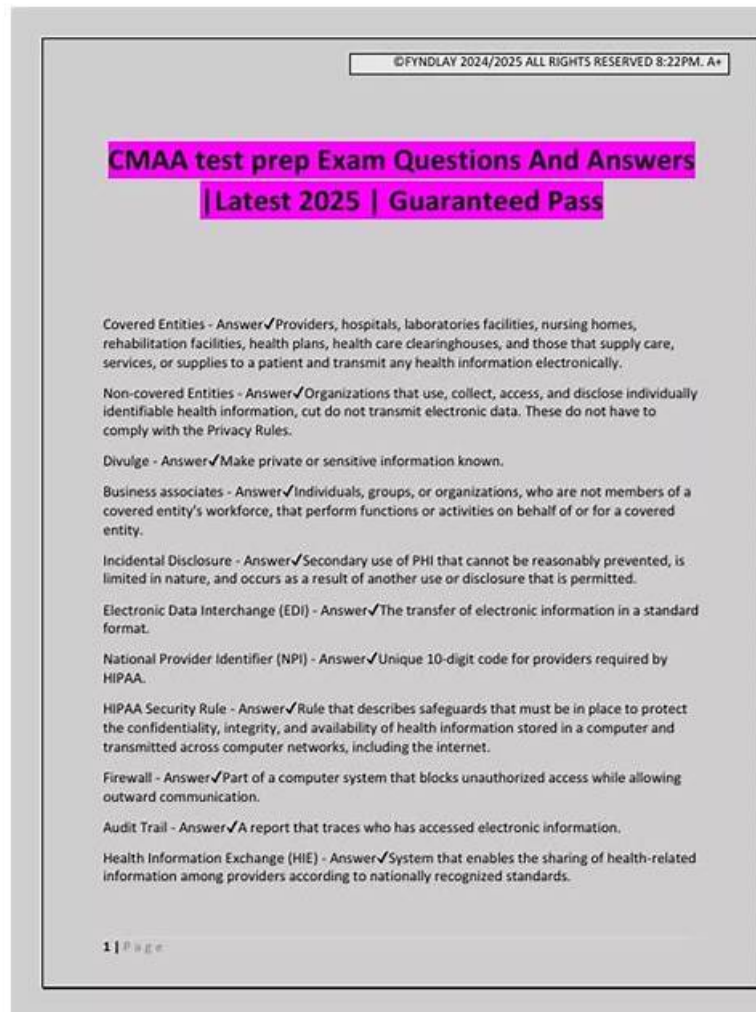 ©FYNDLAY 2024/2025 ALL RIGHTS RESERVED 8:22PM. A+
CMAA test prep Exam Questions And Answers
|Latest 2025 | Guaranteed Pass
Covered Entities - Answer✓Providers, hospitals, laboratories facilities, nursing homes,
rehabilitation facilities, health plans, health care clearinghouses, and those that supply care,
services, or supplies to a patient and transmit any health information electronically.
Non-covered Entities - Answer✓Organizations that use, collect, access, and disclose individually
identifiable health information, cut do not transmit electronic data. These do not have to
comply with the Privacy Rules.
Divulge - Answer✓Make private or sensitive information known.
Business associates - Answer✓Individuals, groups, or organizations, who are not members of a
covered entity's workforce, that perform functions or activities on behalf of or for a covered
entity.
Incidental Disclosure - Answer✓Secondary use of PHI that cannot be reasonably prevented, is
limited in nature, and occurs as a result of another use or disclosure that is permitted.
Electronic Data Interchange (EDI) - Answer✓The transfer of electronic information in a standard
format.
National Provider Identifier (NPI) - Answer✓Unique 10-digit code for providers required by
HIPAA.
HIPAA Security Rule - Answer✓Rule that describes safeguards that must be in place to protect
the confidentiality, integrity, and availability of health information stored in a computer and
transmitted across computer networks, including the internet.
Firewall - Answer✓Part of a computer system that blocks unauthorized access while allowing
outward communication.
Audit Trail - Answer✓A report that traces who has accessed electronic information.
Health Information Exchange (HIE) - Answer✓System that enables the sharing of health-related
information among providers according to nationally recognized standards.
1 | Page